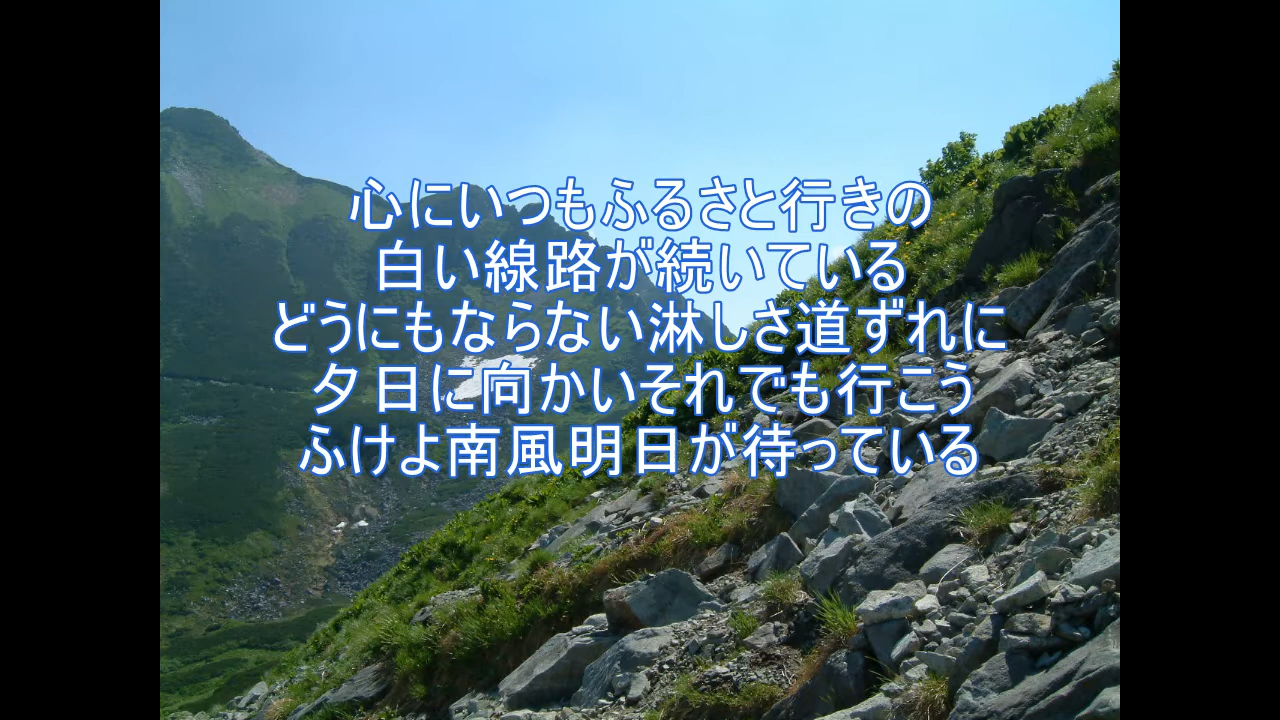 心にいつもふるさと行きの
白い線路が続いている
どうにもならない淋しさ道ずれに
夕日に向かいそれでも行こう
ふけよ南風明日が待っている